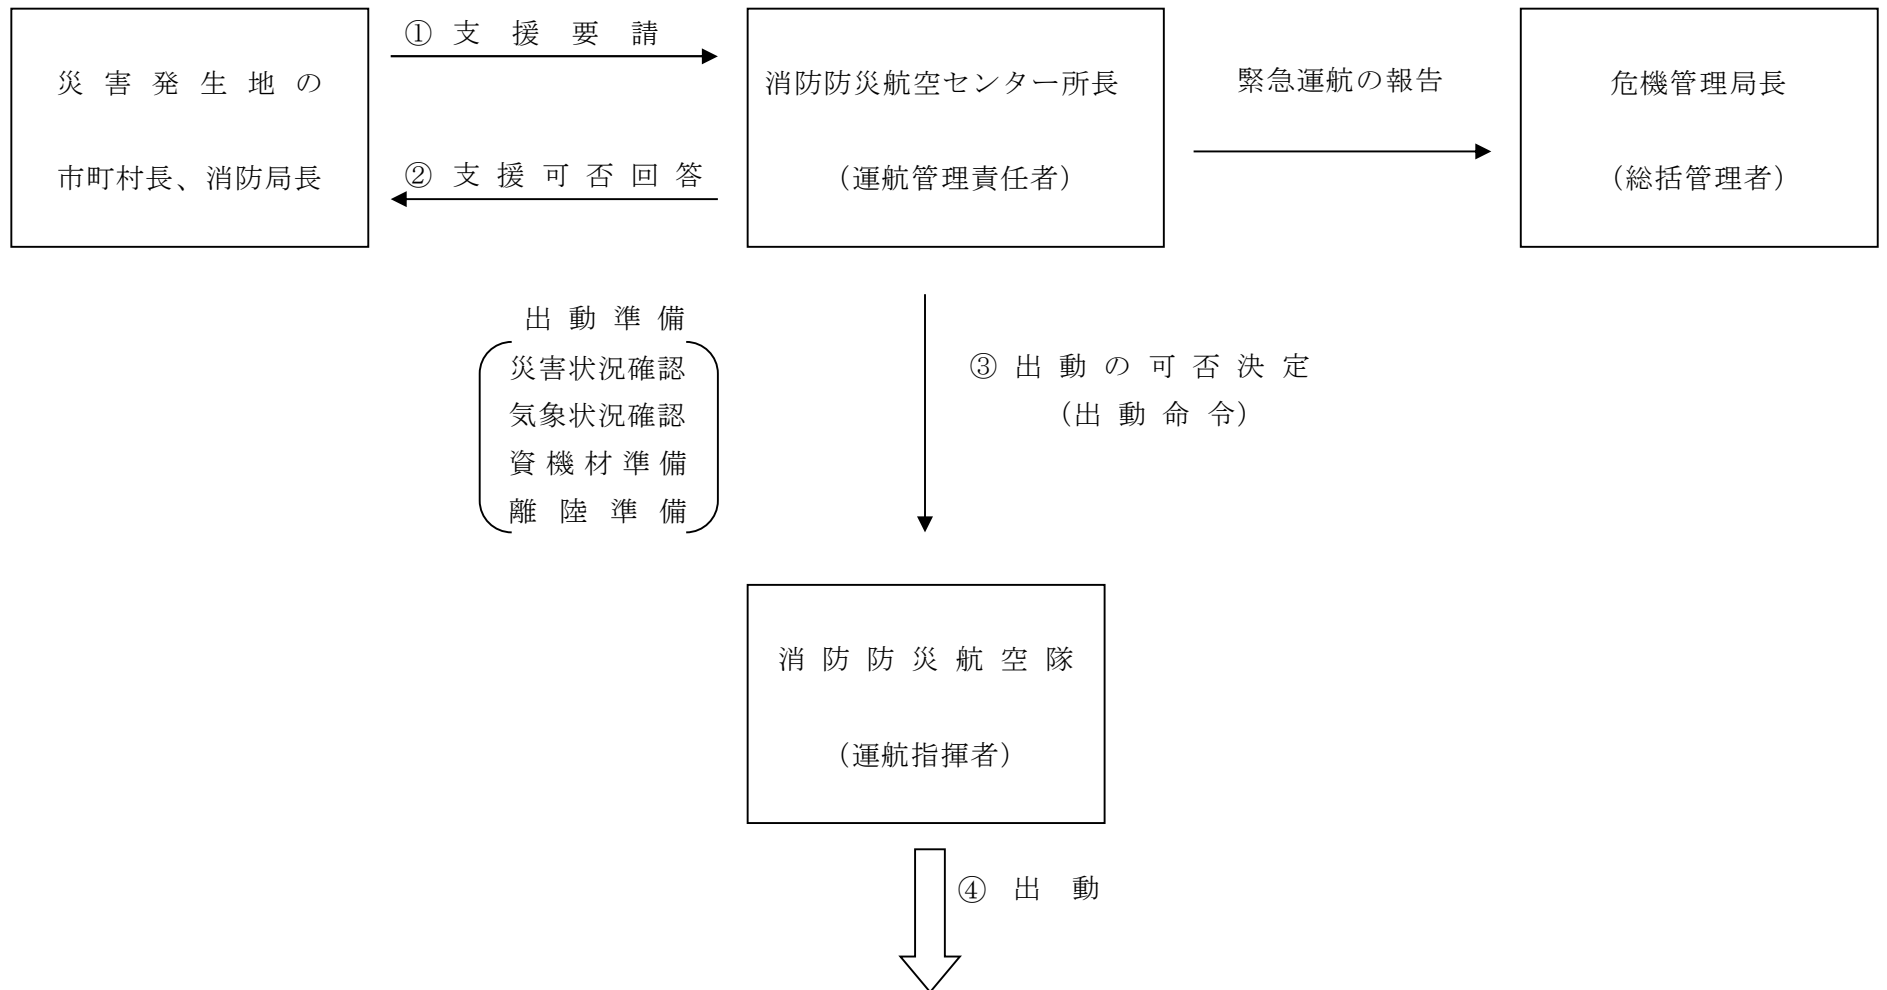 ① 支援要請
災害発生地の
市町村長、消防局長
② 支援可否回答
消防防災航空センター所長
（運航管理責任者）
緊急運航の報告
危機管理局長
（総括管理者）
出動準備
災害状況確認
気象状況確認
資機材準備
離陸準備
③ 出動の可否決定
（出動命令）
消防防災航空隊
（運航指揮者）
④ 出動